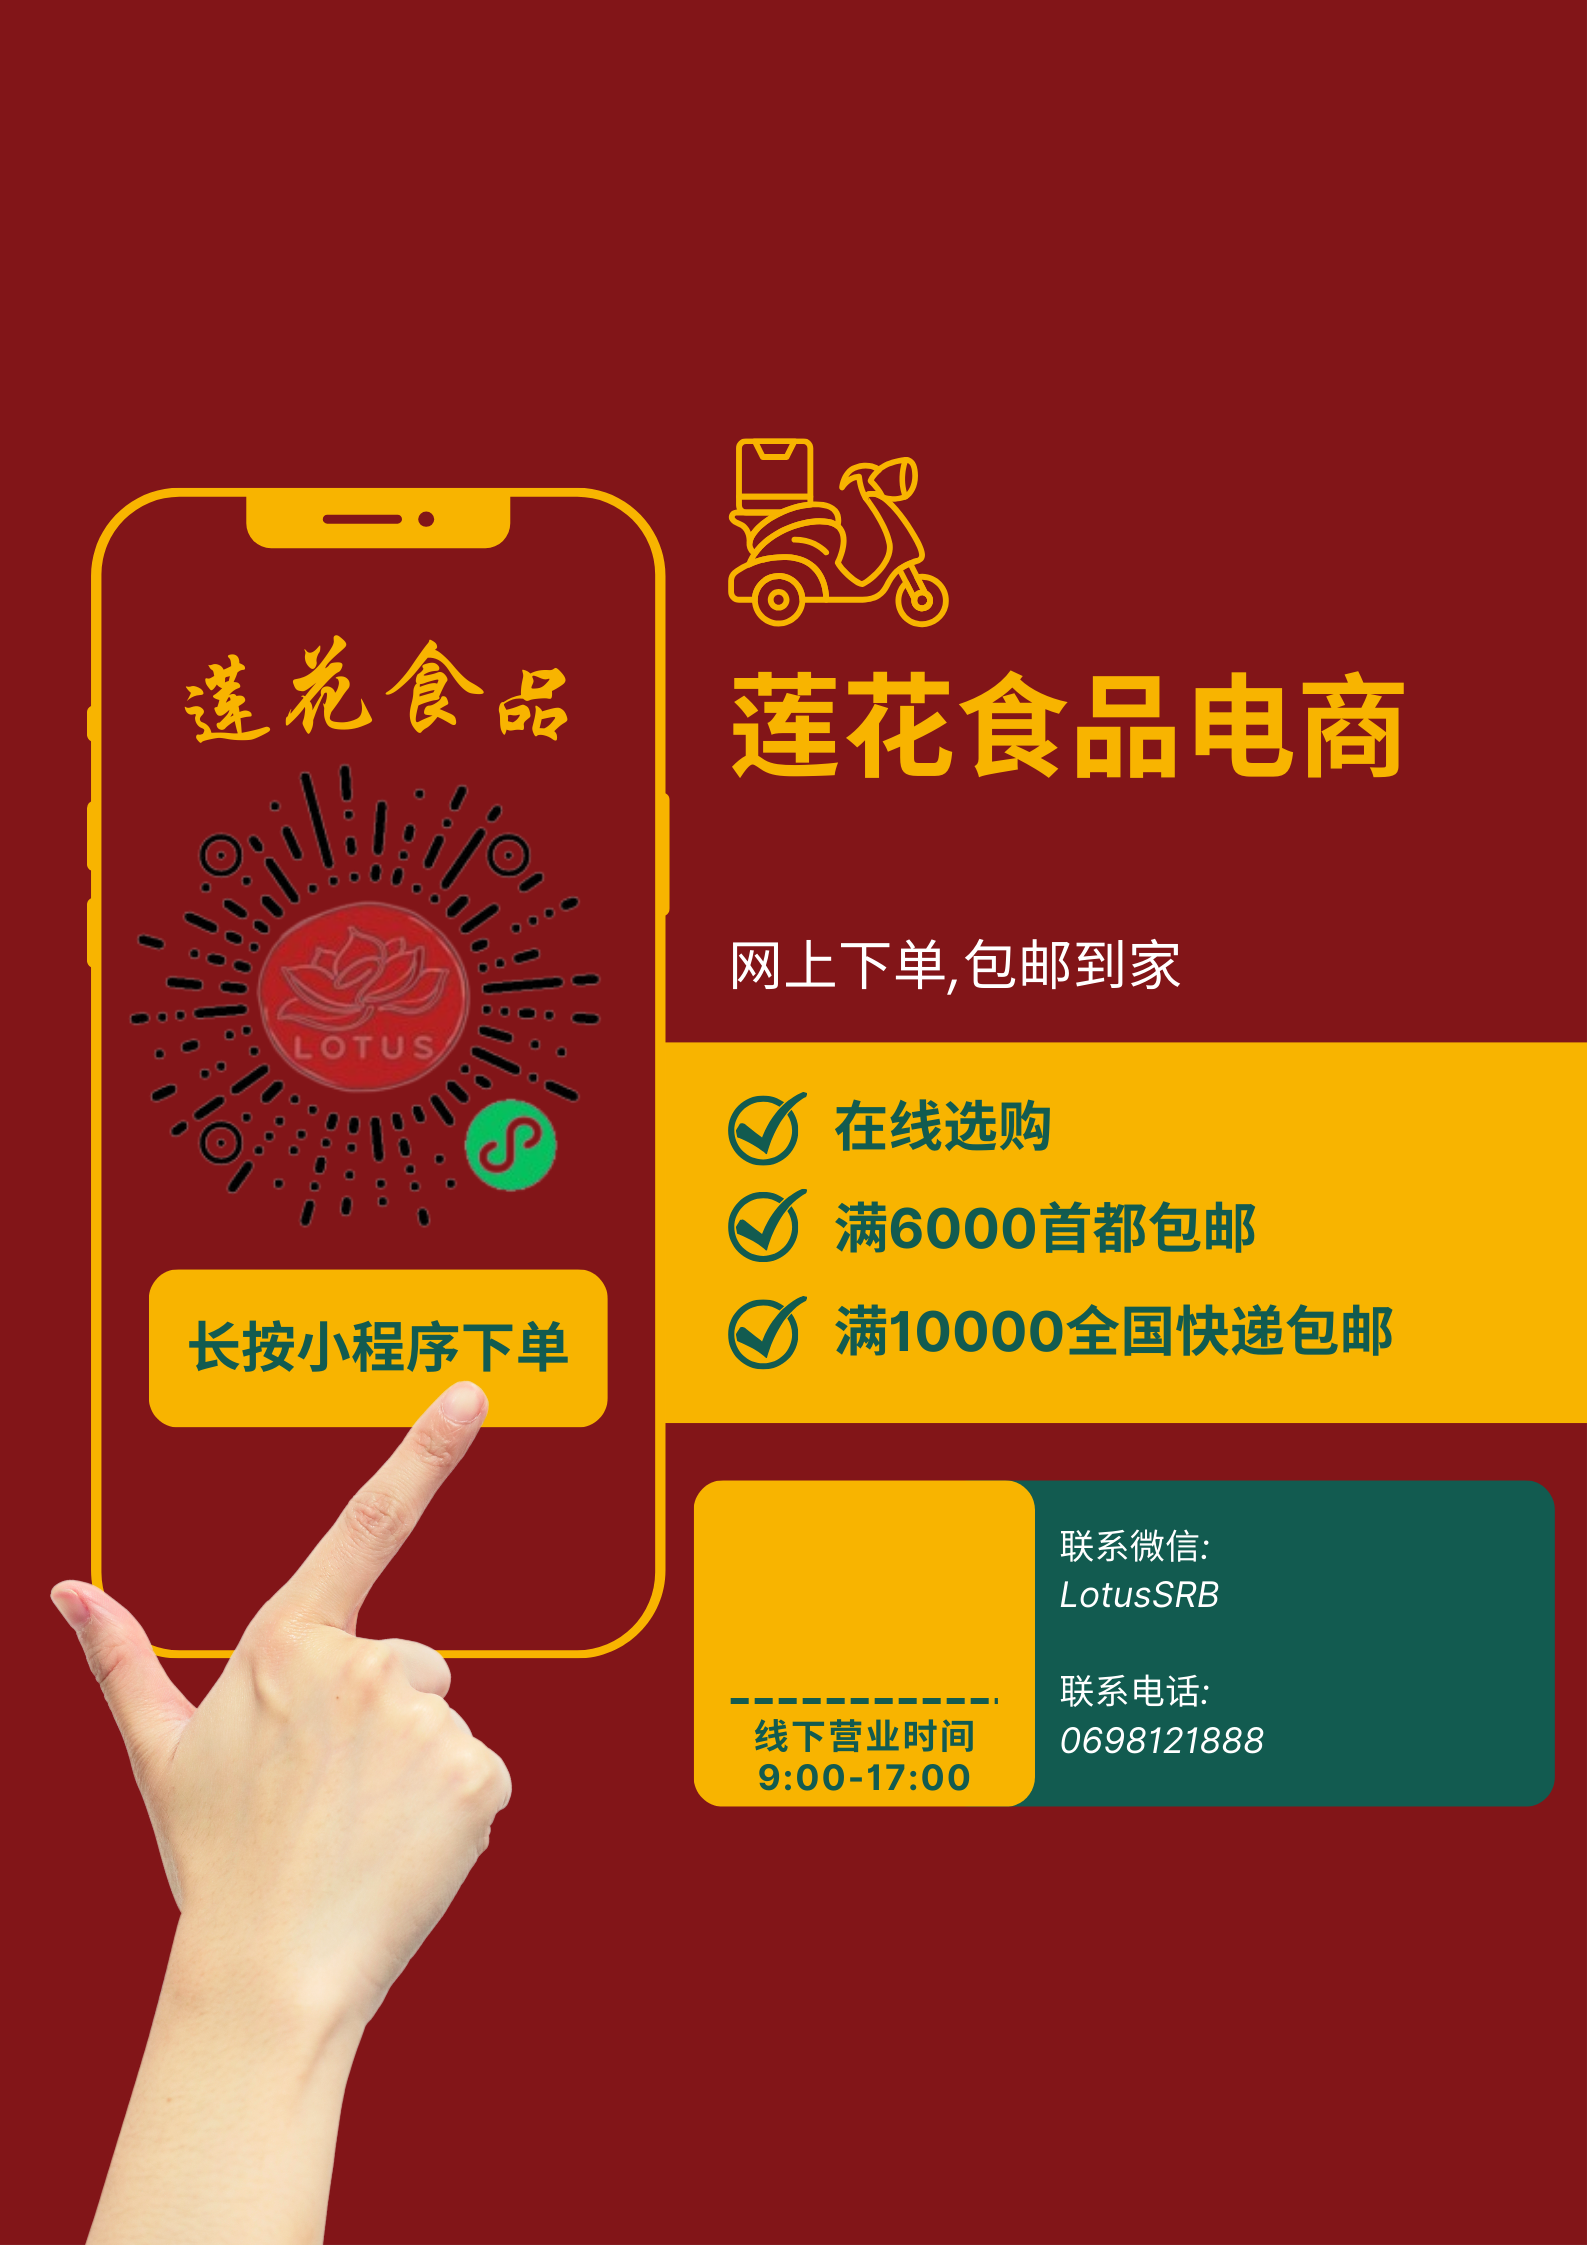 莲花食品
LOTUS
长按小程序下单
莲花食品电商
网上下单,包邮到家
在线选购
满6000首都包邮
满10000全国快递包邮
线下营业时间
9:00-17:00
联系微信:
LotusSRB
联系电话:
0698121888